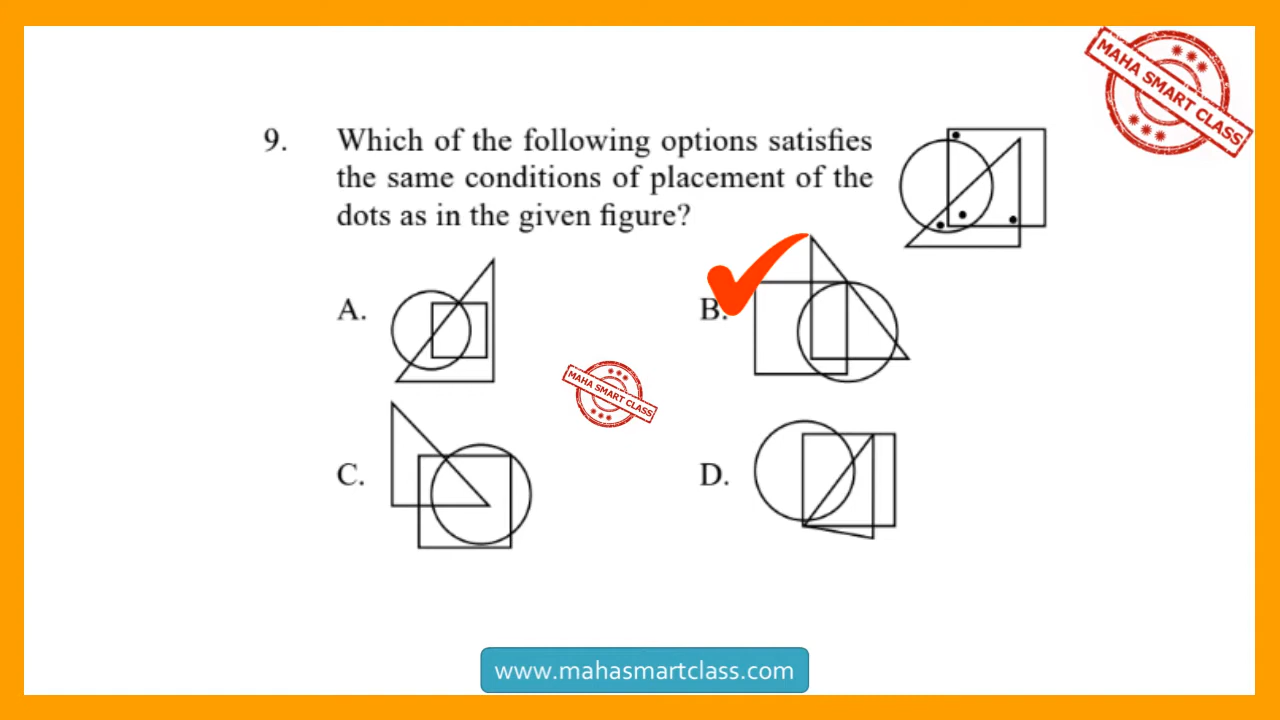 MAHA SMART CLASS
9. Which of the following options satisfies
the same conditions of placement of the
dots as in the given figure?
A.
B.
MAHA SMART CLASS
C.
D.
www.mahasmartclass.com